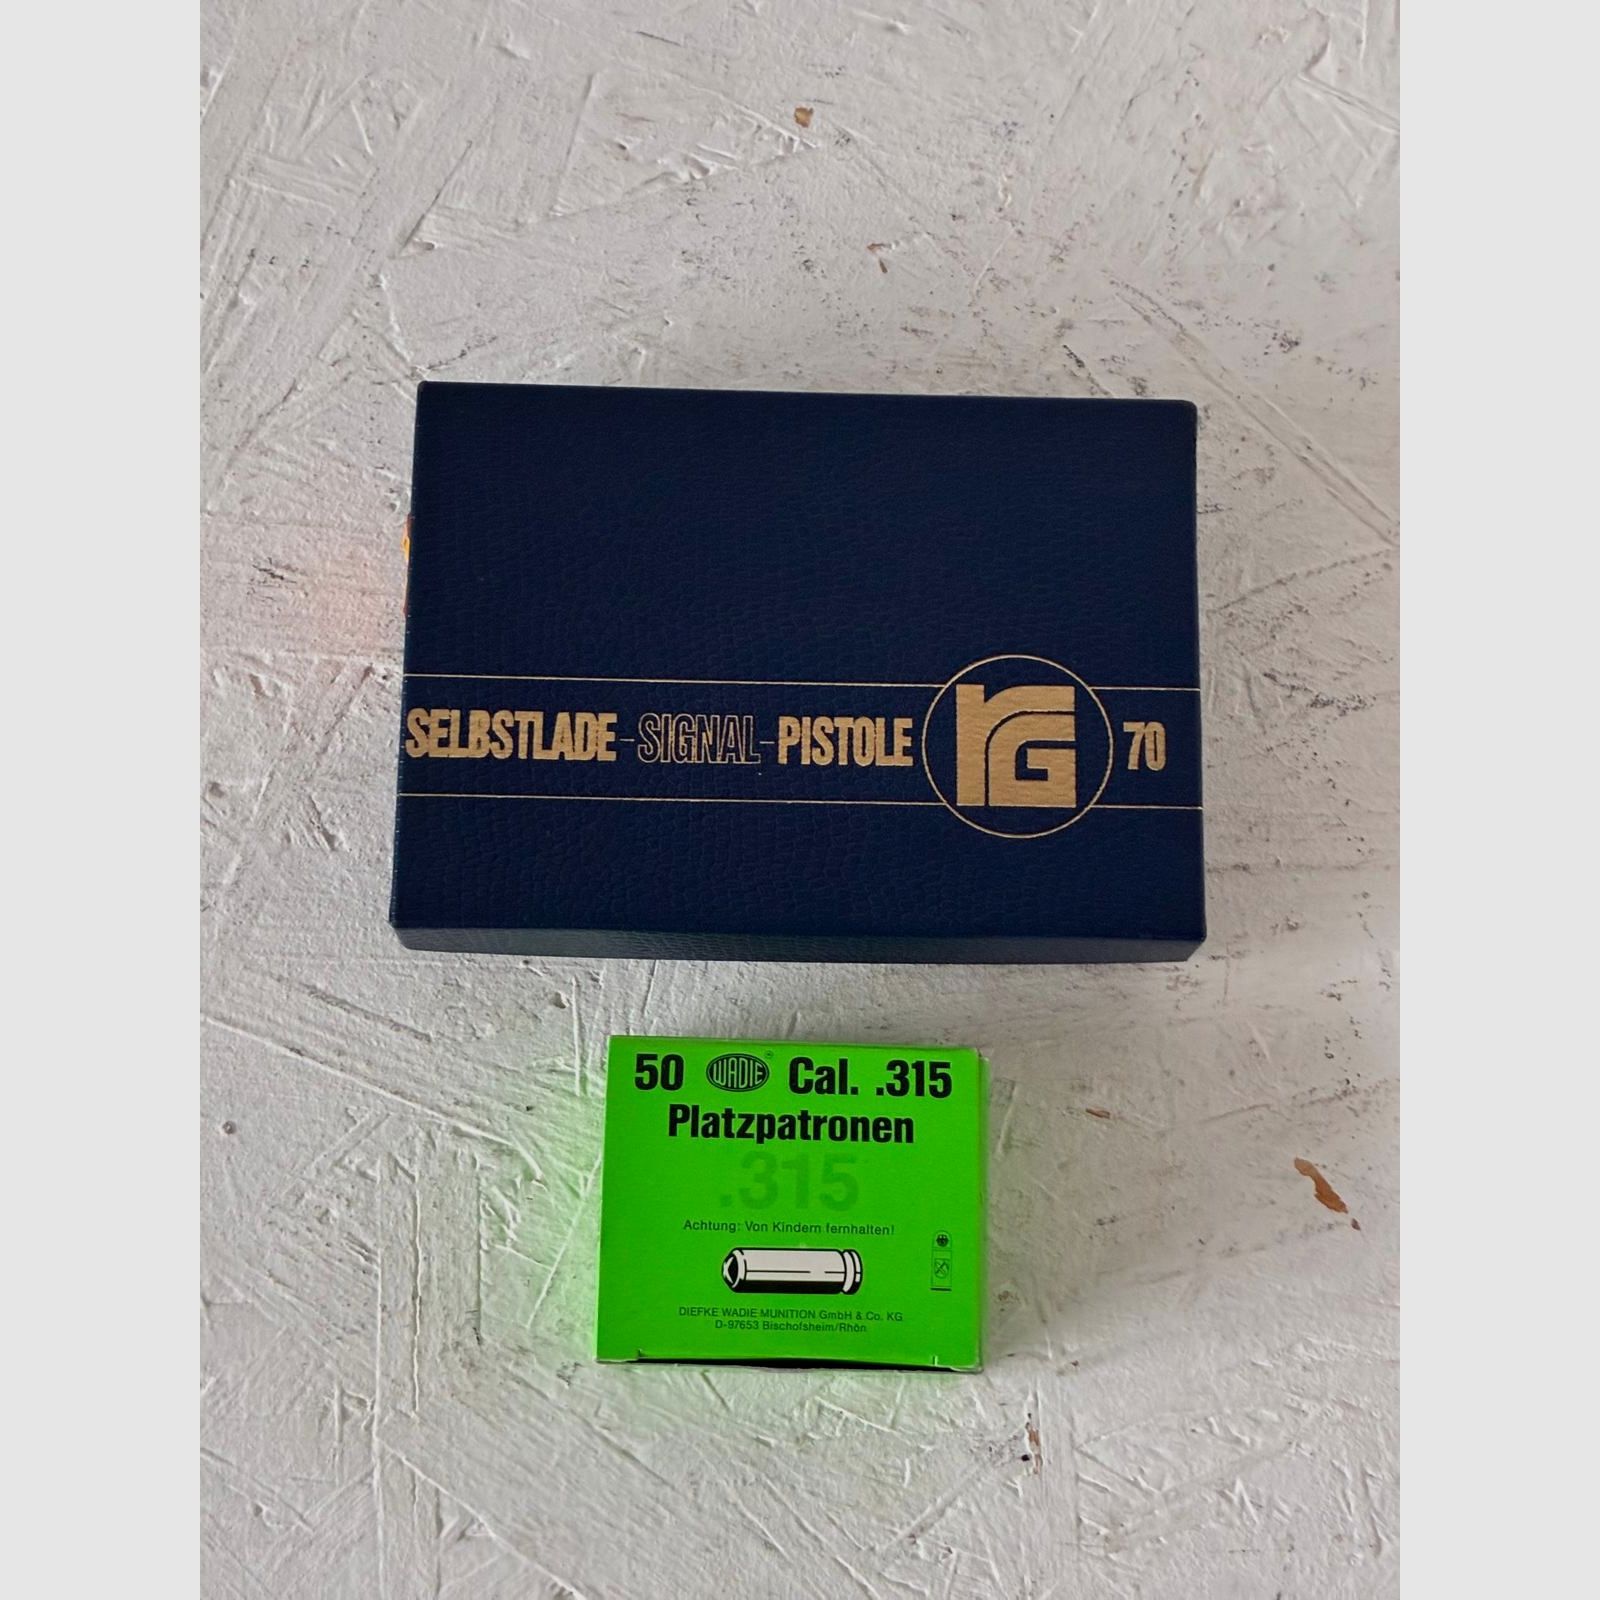 SELBSTLADE-SIGNAL-PISTOLE RG 70
50 WADIE® Cal. .315
Platzpatronen
.315
Achtung: Von Kindern fernhalten!
DIEFKE WADIE MUNITION GmbH & Co. KG
D-97653 Bischofsheim/Rhön